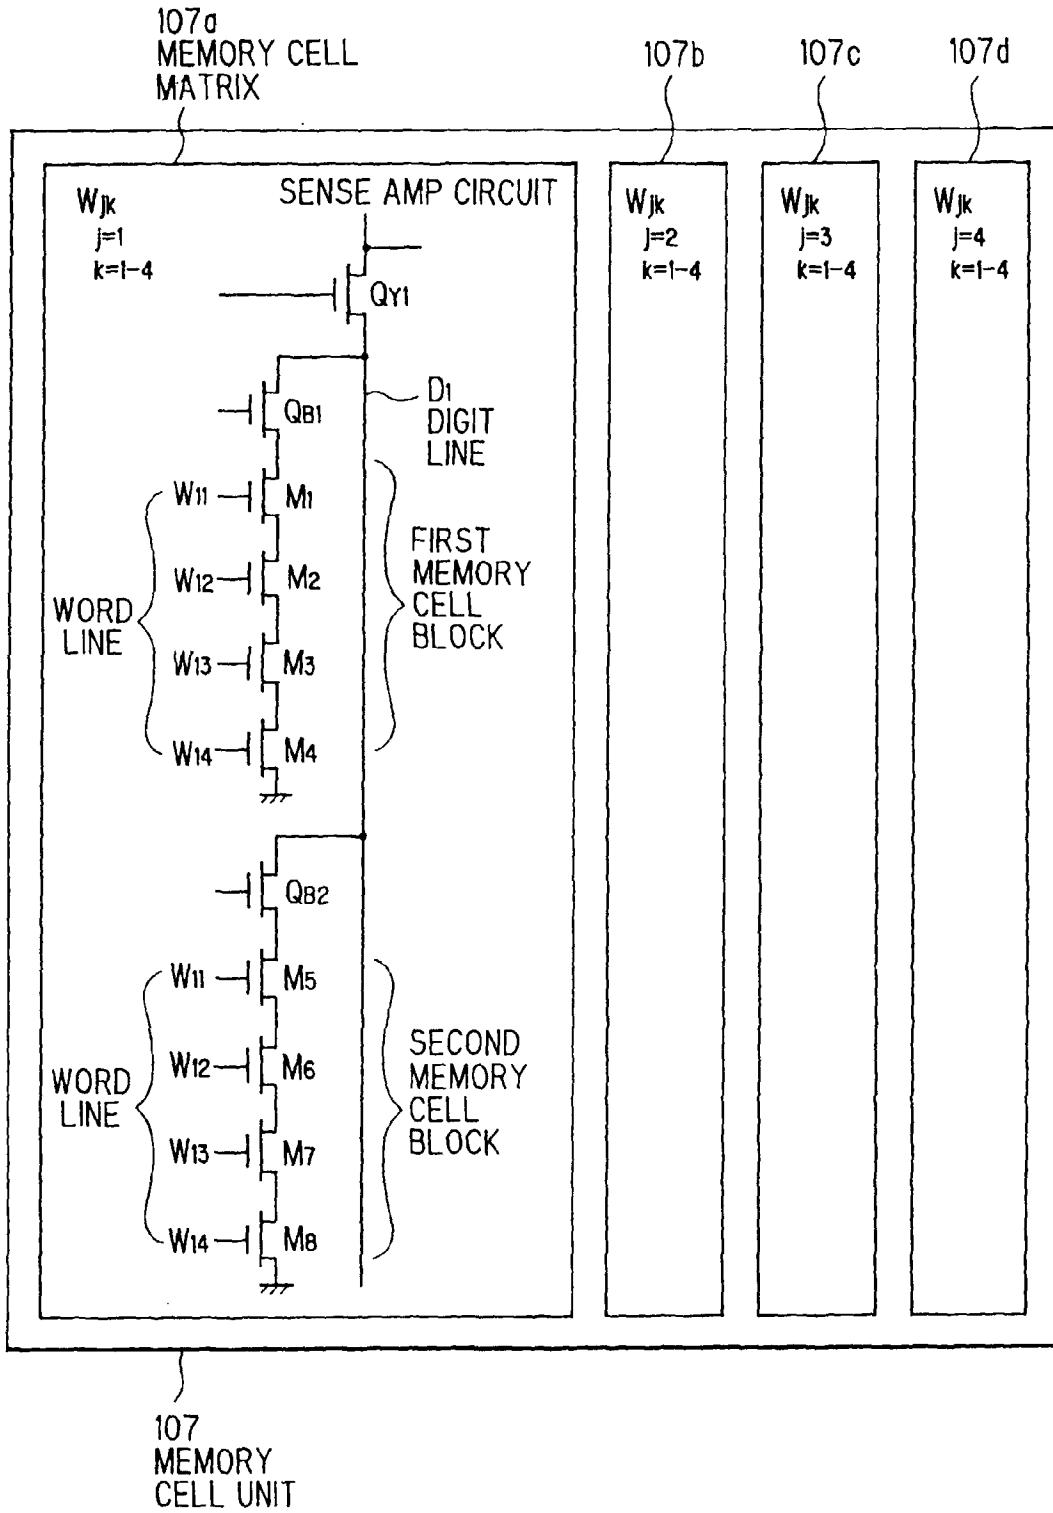 107a
MEMORY CELL
MATRIX
107b
107c
107d
Wjk
j=1
k=1-4
SENSE AMP CIRCUIT
Wjk
j=2
k=1-4
Wjk
j=3
k=1-4
Wjk
j=4
k=1-4
QY1
QB1
D1
DIGIT
LINE
W11
M1
W12
M2
W13
M3
W14
M4
WORD
LINE
FIRST
MEMORY
CELL
BLOCK
QB2
W11
M5
W12
M6
W13
M7
W14
M8
WORD
LINE
SECOND
MEMORY
CELL
BLOCK
107
MEMORY
CELL UNIT